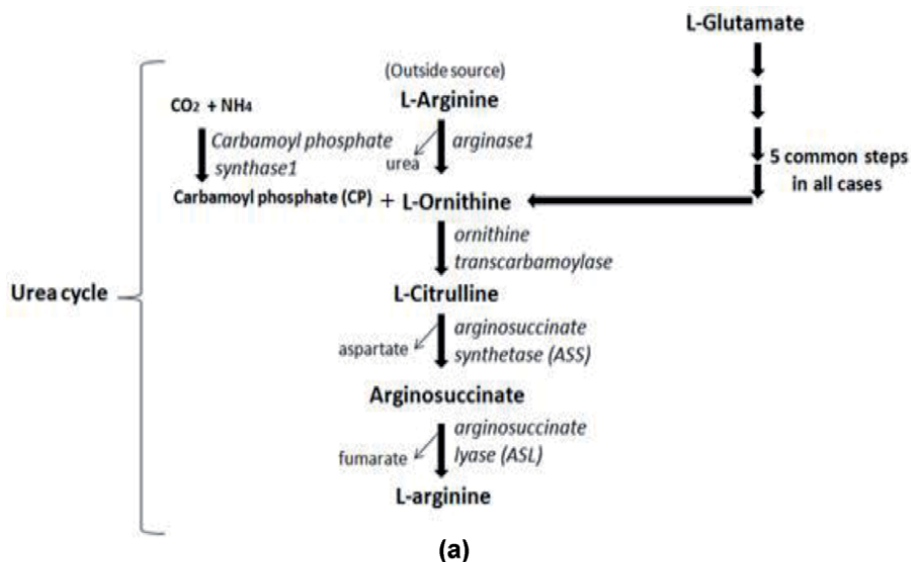 L-Glutamate
(Outside source)
L-Arginine
CO2 + NH4
Carbamoyl phosphate
synthase1
urea
arginase1
5 common steps
in all cases
Carbamoyl phosphate (CP) + L-Ornithine
ornithine
transcarbamoylase
Urea cycle
L-Citrulline
aspartate
arginosuccinate
synthetase (ASS)
Arginosuccinate
fumarate
arginosuccinate
lyase (ASL)
L-arginine
(a)